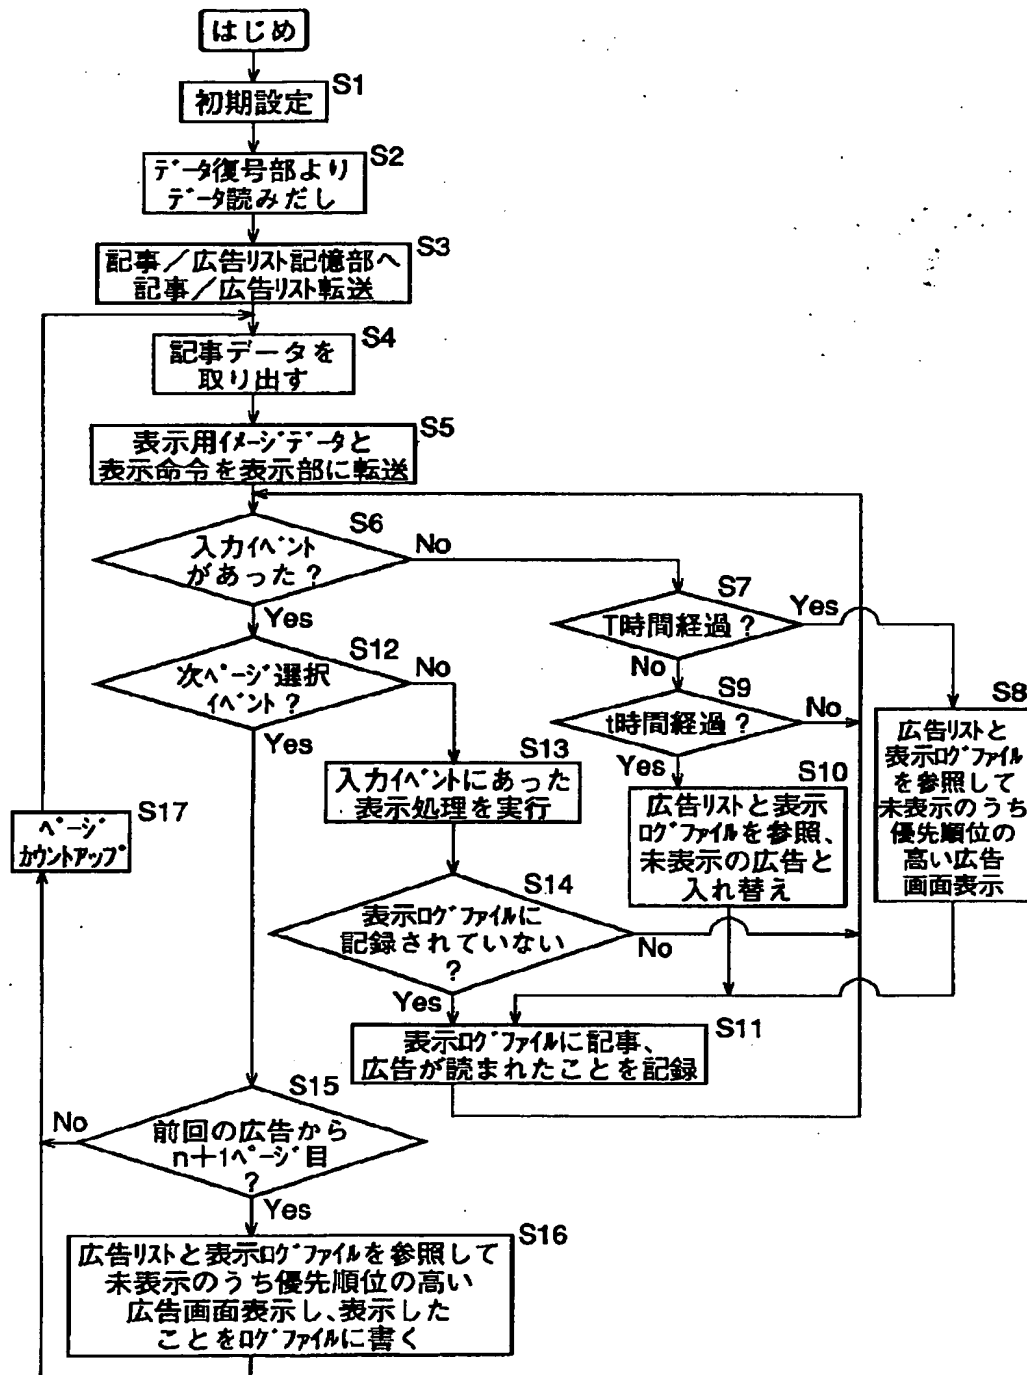 はじめ
S1
初期設定
S2
データ復号部より
データ読みだし
S3
記事／広告リスト記憶部へ
記事／広告リスト転送
S4
記事データを
取り出す
S5
表示用イメージデータと
表示命令を表示部に転送
S6
入力イベント
があった？
No
Yes
S7
T時間経過？
Yes
No
S8
広告リストと
表示ログファイル
を参照して
未表示のうち
優先順位の
高い広告
画面表示
S9
t時間経過？
No
Yes
S10
広告リストと表示
ログファイルを参照、
未表示の広告と
入れ替え
S12
次ページ選択
イベント？
No
Yes
S13
入力イベントにあった
表示処理を実行
S14
表示ログファイルに
記録されていない
？
No
Yes
S11
表示ログファイルに記事、
広告が読まれたことを記録
S17
ページ
カウントアップ
S15
前回の広告から
n＋1ページ目
？
No
Yes
S16
広告リストと表示ログファイルを参照して
未表示のうち優先順位の高い
広告画面表示し、表示した
ことをログファイルに書く